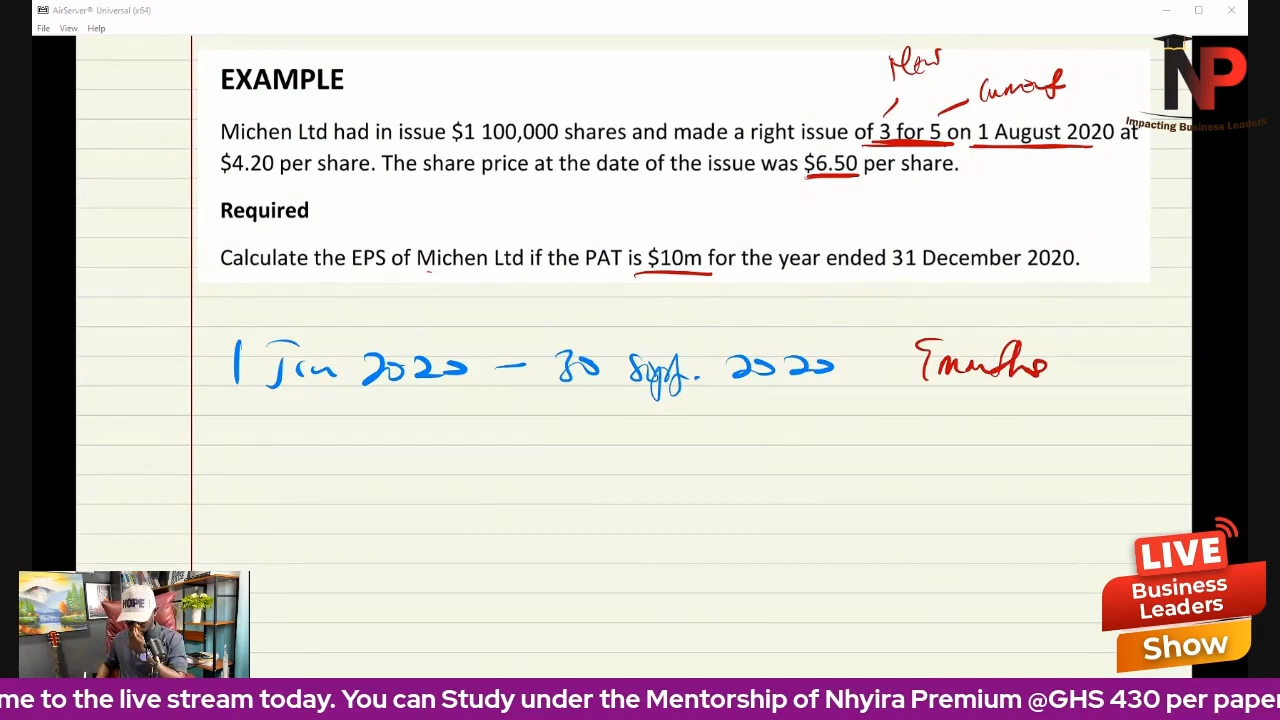 AirServer® Universal (x64)
File View Help
New
Current
NP
Impacting Business Leaders
EXAMPLE
Michen Ltd had in issue $1 100,000 shares and made a right issue of 3 for 5 on 1 August 2020 at
$4.20 per share. The share price at the date of the issue was $6.50 per share.
Required
Calculate the EPS of Michen Ltd if the PAT is $10m for the year ended 31 December 2020.
1 Jan 2020 - 30 Sept. 2020 months
HOPE
LIVE
Business
Leaders
Show
me to the live stream today. You can Study under the Mentorship of Nhyira Premium @GHS 430 per paper